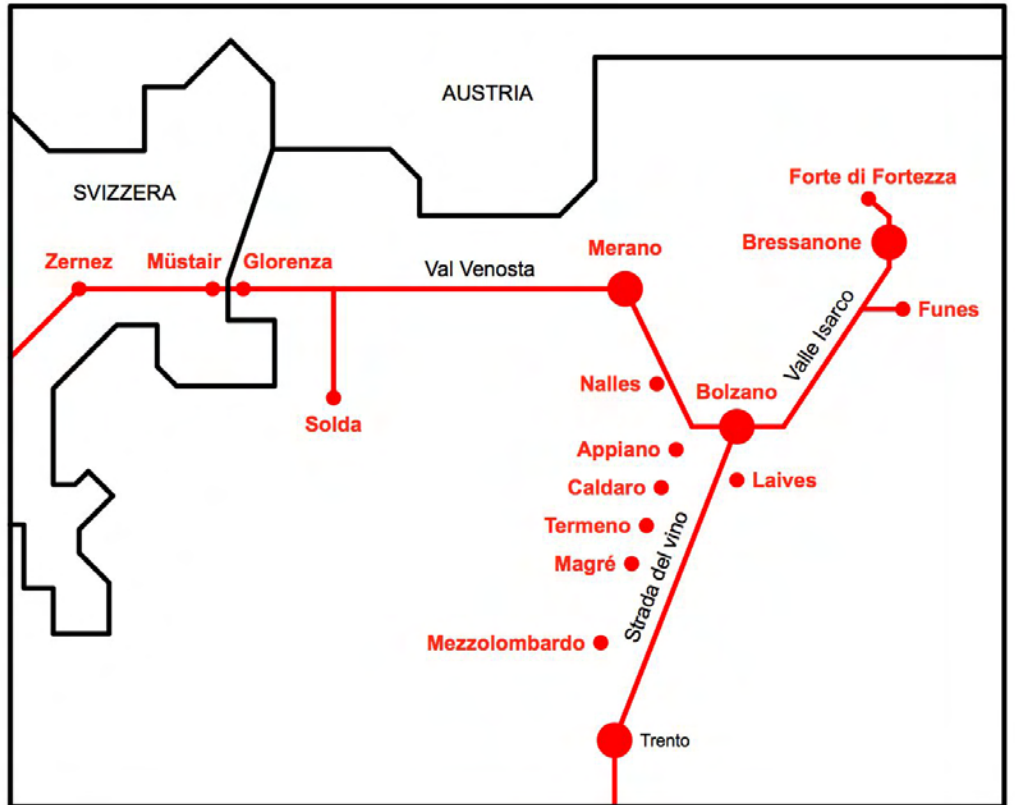 AUSTRIA
SVIZZERA
Forte di Fortezza
Bressanone
Zernez
Müstair
Glorenza
Val Venosta
Merano
Valle Isarco
Funes
Nalles
Bolzano
Solda
Appiano
Laives
Caldaro
Termeno
Magré
Strada del vino
Mezzolombardo
Trento